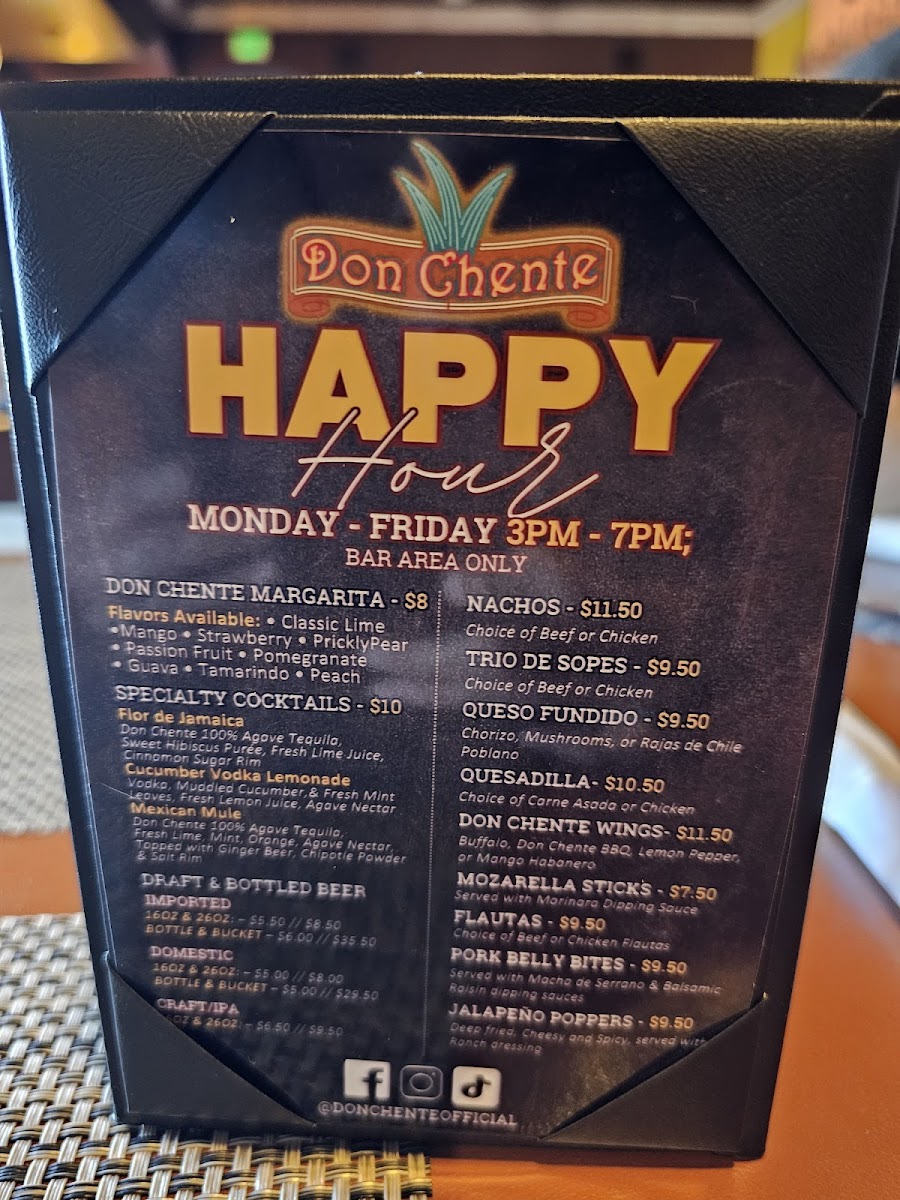 Don Chente
HAPPY
Hour
MONDAY - FRIDAY 3PM - 7PM;
BAR AREA ONLY
DON CHENTE MARGARITA - $8
Flavors Available: • Classic Lime
•Mango • Strawberry • PricklyPear
• Passion Fruit • Pomegranate
• Guava • Tamarindo • Peach
SPECIALTY COCKTAILS - $10
Flor de Jamaica
Don Chente 100% Agave Tequila,
Sweet Hibiscus Purée, Fresh Lime Juice,
Cinnamon Sugar Rim
Cucumber Vodka Lemonade
Vodka, Muddled Cucumber,& Fresh Mint
Leaves, Fresh Lemon Juice, Agave Nectar
Mexican Mule
Don Chente 100% Agave Tequila,
Fresh Lime, Mint, Orange, Agave Nectar,
Topped with Ginger Beer, Chipotle Powder
& Salt Rim
DRAFT & BOTTLED BEER
IMPORTED
16OZ & 26OZ: – $5.50 // $8.50
BOTTLE & BUCKET – $6.00 // $35.50
DOMESTIC
16OZ & 26OZ: – $5.00 // $8.00
BOTTLE & BUCKET – $5.00 // $29.50
CRAFT/IPA
& 26OZ: – $6.50 // $9.50
NACHOS - $11.50
Choice of Beef or Chicken
TRIO DE SOPES - $9.50
Choice of Beef or Chicken
QUESO FUNDIDO - $9.50
Chorizo, Mushrooms, or Rajas de Chile
Poblano
QUESADILLA- $10.50
Choice of Carne Asada or Chicken
DON CHENTE WINGS- $11.50
Buffalo, Don Chente BBQ, Lemon Pepper,
or Mango Habanero
MOZARELLA STICKS - $7.50
Served with Marinara Dipping Sauce
FLAUTAS - $9.50
Choice of Beef or Chicken Flautas
PORK BELLY BITES - $9.50
Served with Macha de Serrano & Balsamic
Raisin dipping sauces
JALAPEÑO POPPERS - $9.50
Deep fried, Cheesy and Spicy, served with
Ranch dressing
@DONCHENTEOFFICIAL